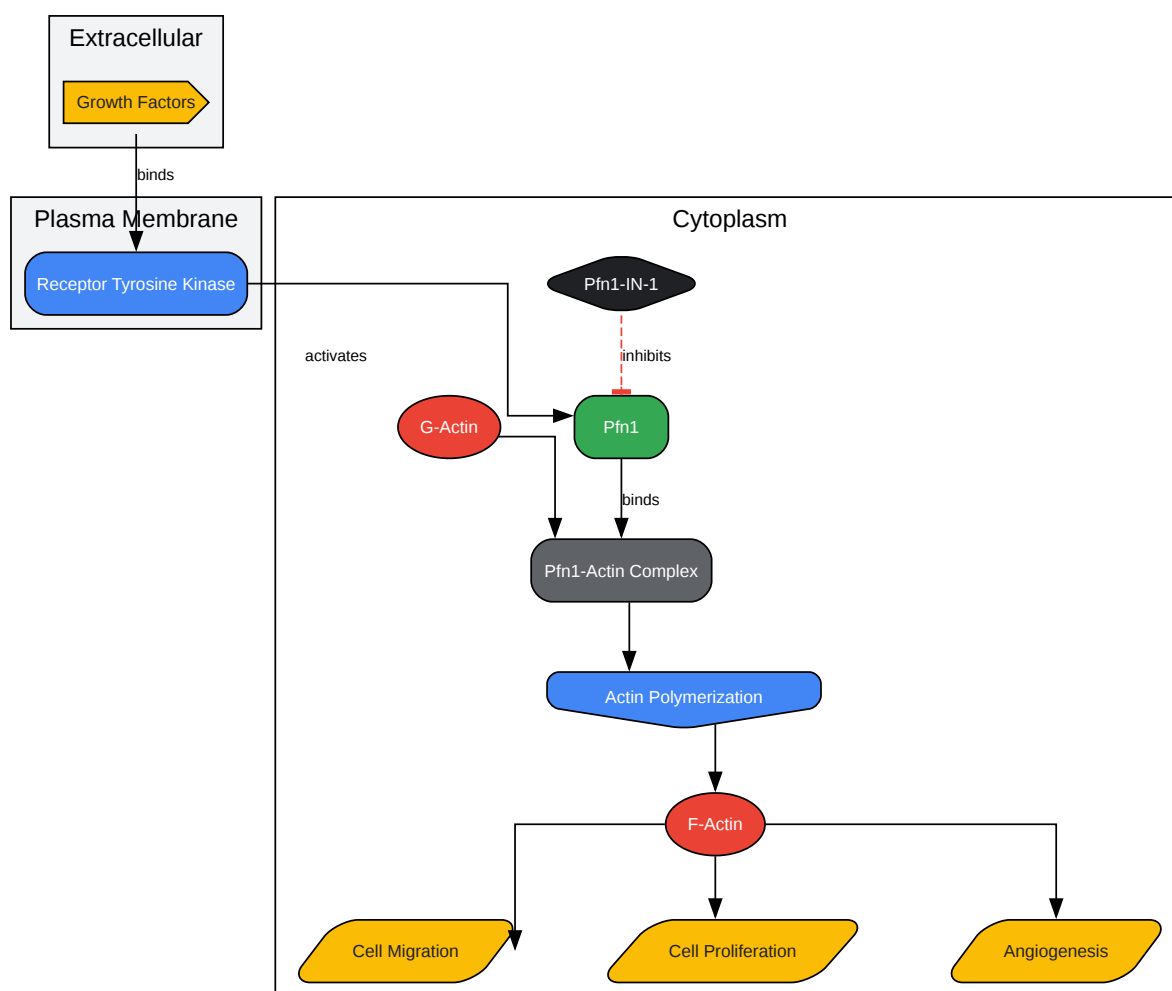 Extracellular
Growth Factors
binds
Plasma Membrane
Cytoplasm
Receptor Tyrosine Kinase
Pfn1-IN-1
activates
inhibits
G-Actin
Pfn1
binds
Pfn1-Actin Complex
Actin Polymerization
F-Actin
Cell Migration
Cell Proliferation
Angiogenesis